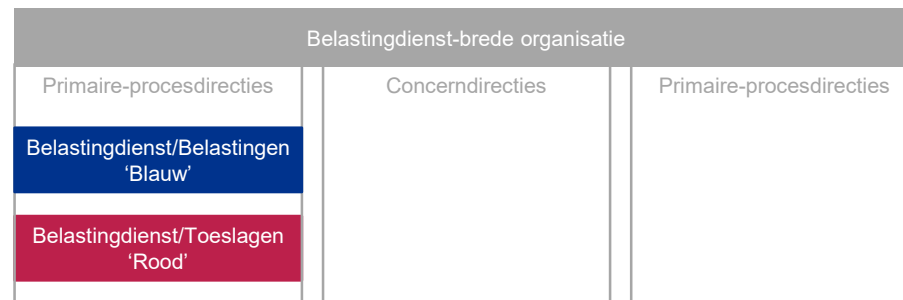 Belastingdienst-brede organisatie
Primaire-procesdirecties
Concerndirecties
Primaire-procesdirecties
Belastingdienst/Belastingen
‘Blauw’
Belastingdienst/Toeslagen
‘Rood’